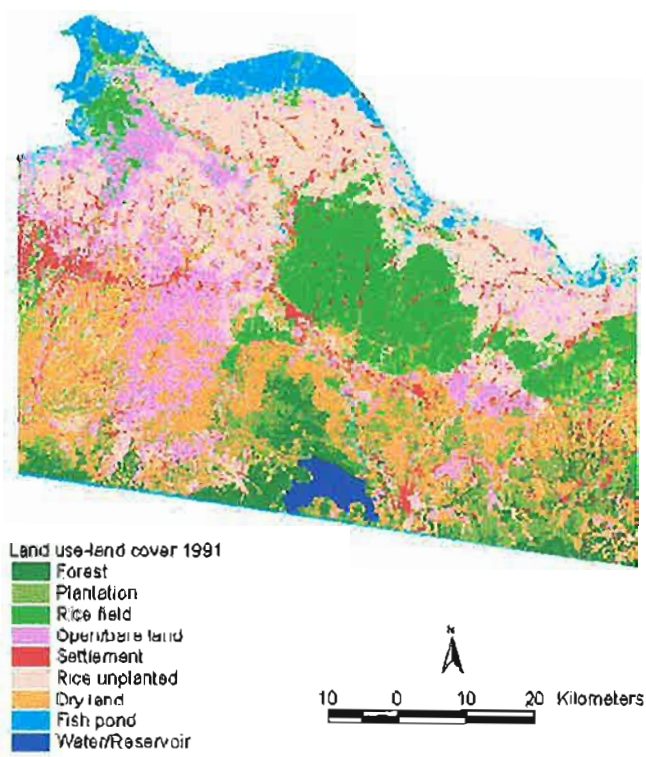 Land use-land cover 1991
Forest
Plantation
Rice field
Open/bare land
Settlement
Rice unplanted
Dry land
Fish pond
Water/Reservoir
N
10 0 10 20 Kilometers